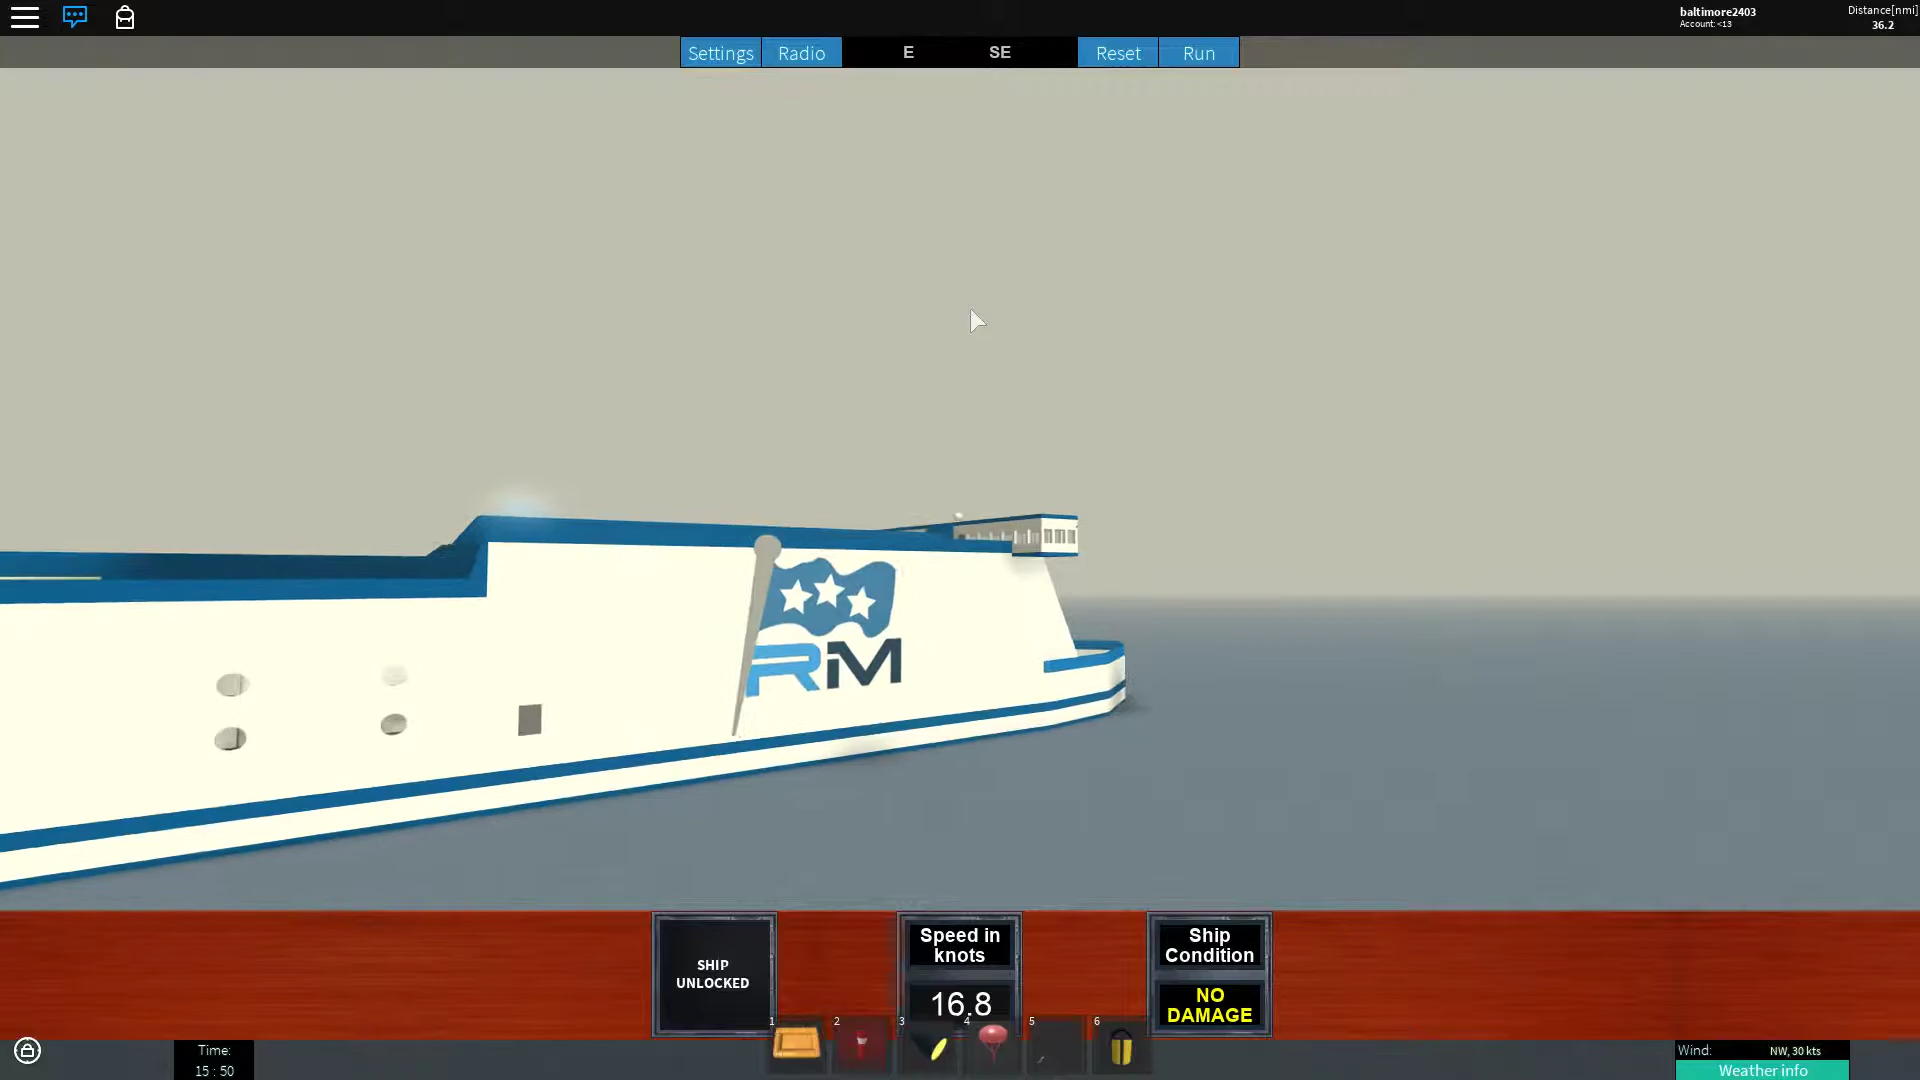 baltimore2403
Account: <13
Distance[nmi]
36.2
Settings Radio E SE Reset Run
RM
SHIP
UNLOCKED
Speed in
knots
16.8
Ship
Condition
NO
DAMAGE
1 2 3 4 5 6
Time:
15 : 50
Wind: NW, 30 kts
Weather info